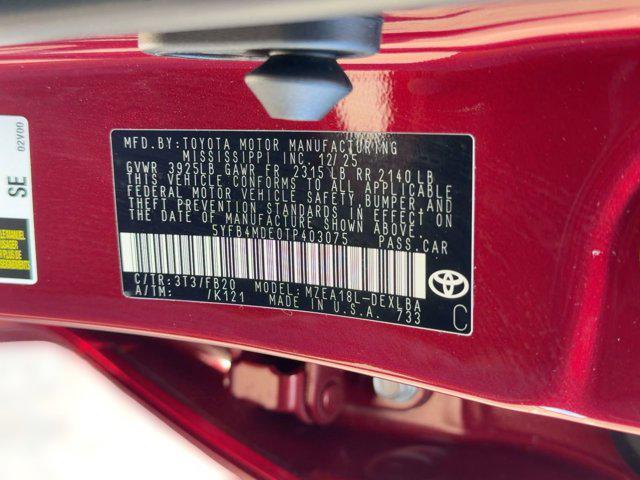 MFD.BY: TOYOTA MOTOR MANUFACTURING
MISSISSIPPI INC. 12/25
GVWR 3925LB GAWR FR 2315 LB RR 2140 LB
THIS VEHICLE CONFORMS TO ALL APPLICABLE
FEDERAL MOTOR VEHICLE SAFETY BUMPER, AND
THEFT PREVENTION STANDARDS IN EFFECT ON
THE DATE OF MANUFACTURE SHOWN ABOVE.
5YFB4MDE0TP403075 PASS.CAR
C/TR: 3T3/FB20 MODEL: MZEA18L-DEXLBA
A/TM: /K121 MADE IN U.S.A. 733
C
SE
02V00